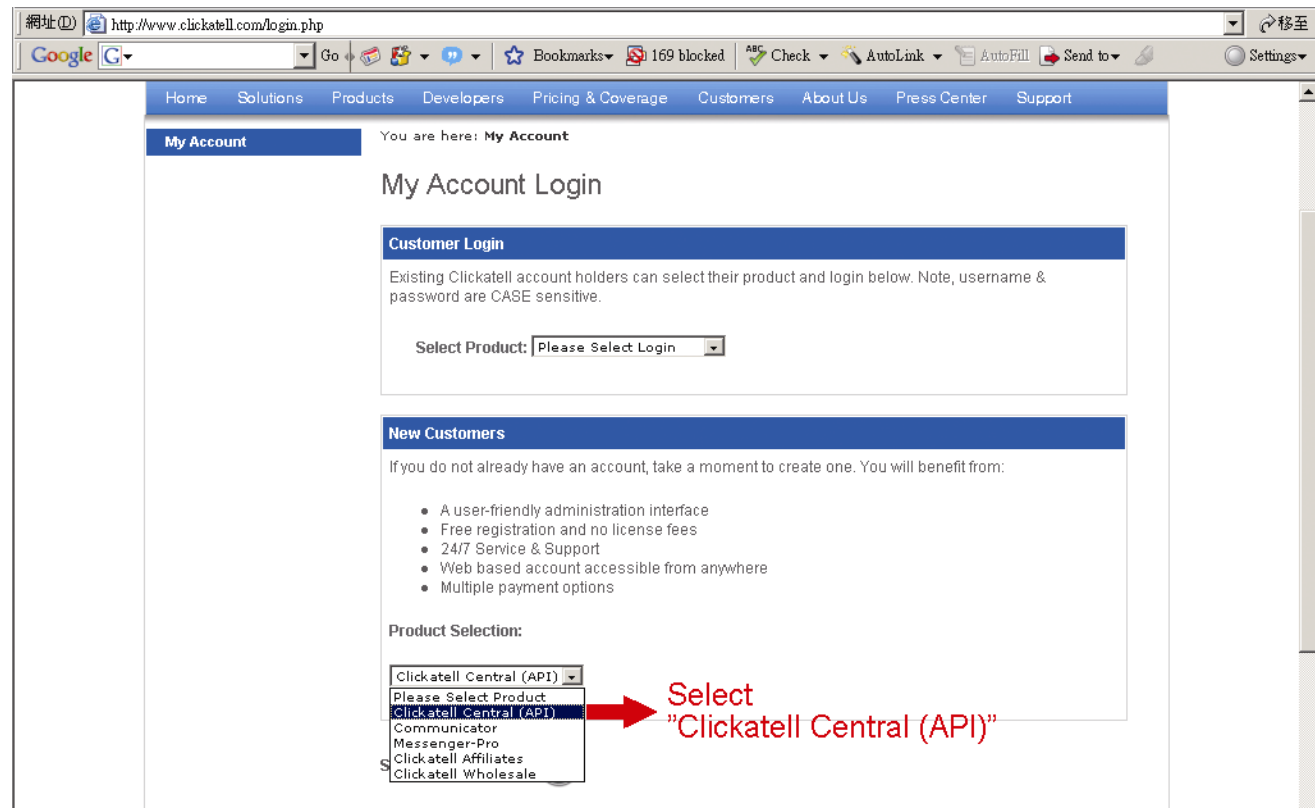 網址(D) http://www.clickatell.com/login.php 移至
Google G Go Bookmarks 169 blocked ABC Check AutoLink AutoFill Send to Settings
Home Solutions Products Developers Pricing & Coverage Customers About Us Press Center Support
My Account
You are here: My Account
My Account Login
Customer Login
Existing Clickatell account holders can select their product and login below. Note, username &
password are CASE sensitive.
Select Product: Please Select Login
New Customers
If you do not already have an account, take a moment to create one. You will benefit from:
● A user-friendly administration interface
● Free registration and no license fees
● 24/7 Service & Support
● Web based account accessible from anywhere
● Multiple payment options
Product Selection:
Clickatell Central (API)
Please Select Product
Clickatell Central (API)
Communicator
Messenger-Pro
Clickatell Affiliates
Clickatell Wholesale
Select
"Clickatell Central (API)"